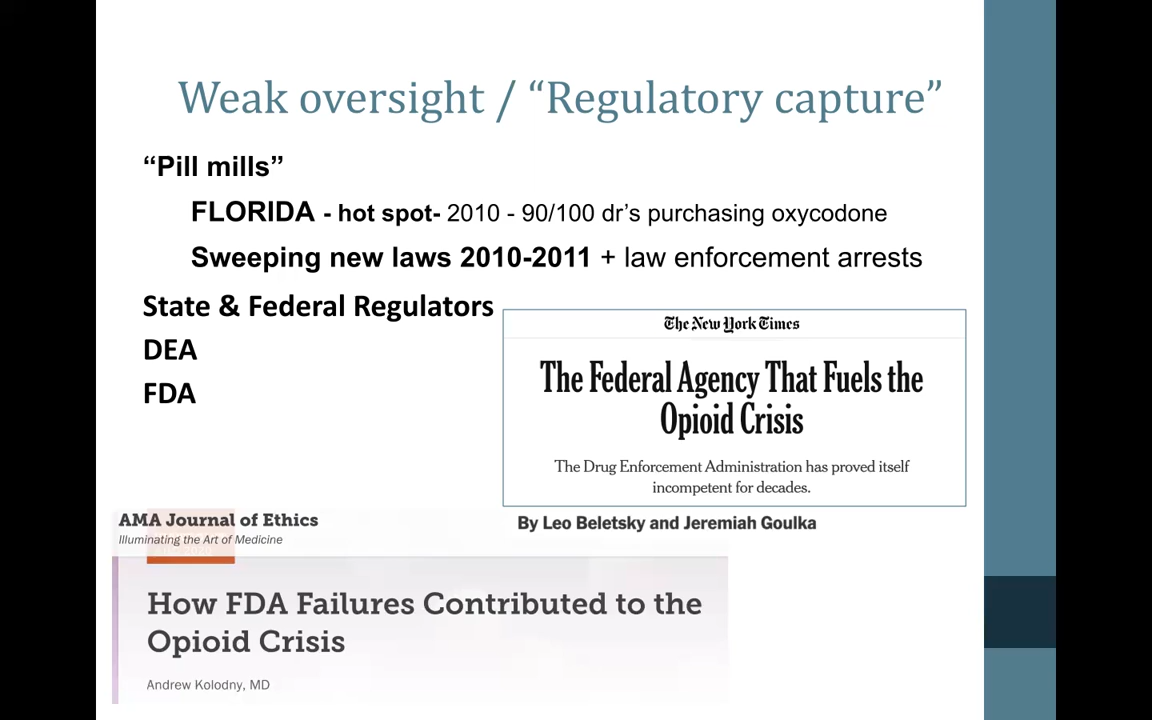 Weak oversight / “Regulatory capture”
“Pill mills”
FLORIDA - hot spot- 2010 - 90/100 dr’s purchasing oxycodone
Sweeping new laws 2010-2011 + law enforcement arrests
State & Federal Regulators
DEA
FDA
The New York Times
The Federal Agency That Fuels the
Opioid Crisis
The Drug Enforcement Administration has proved itself
incompetent for decades.
By Leo Beletsky and Jeremiah Goulka
AMA Journal of Ethics
Illuminating the Art of Medicine
How FDA Failures Contributed to the
Opioid Crisis
Andrew Kolodny, MD